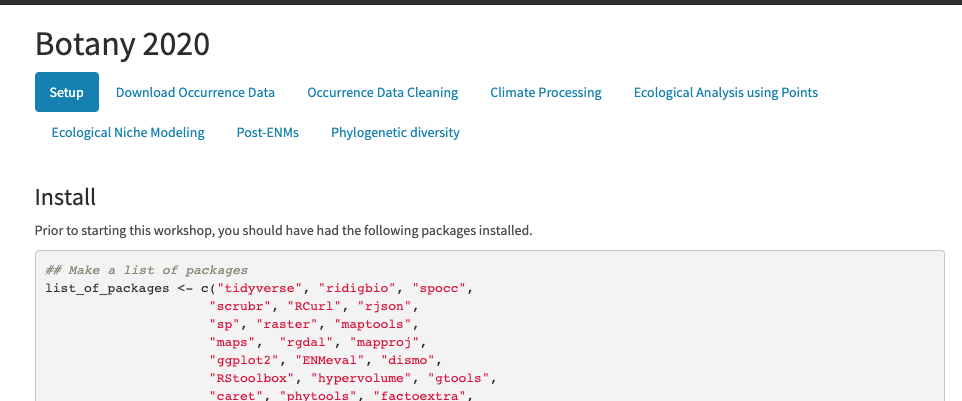 Botany 2020
Setup Download Occurrence Data Occurrence Data Cleaning Climate Processing Ecological Analysis using Points
Ecological Niche Modeling Post-ENMs Phylogenetic diversity
Install
Prior to starting this workshop, you should have had the following packages installed.
## Make a list of packages
list_of_packages <- c("tidyverse", "ridigbio", "spocc",
"scrubr", "RCurl", "rjson",
"sp", "raster", "maptools",
"maps",  "rgdal", "mapproj",
"ggplot2", "ENMeval", "dismo",
"RStoolbox", "hypervolume", "gtools",
"caret", "phytools", "factoextra",